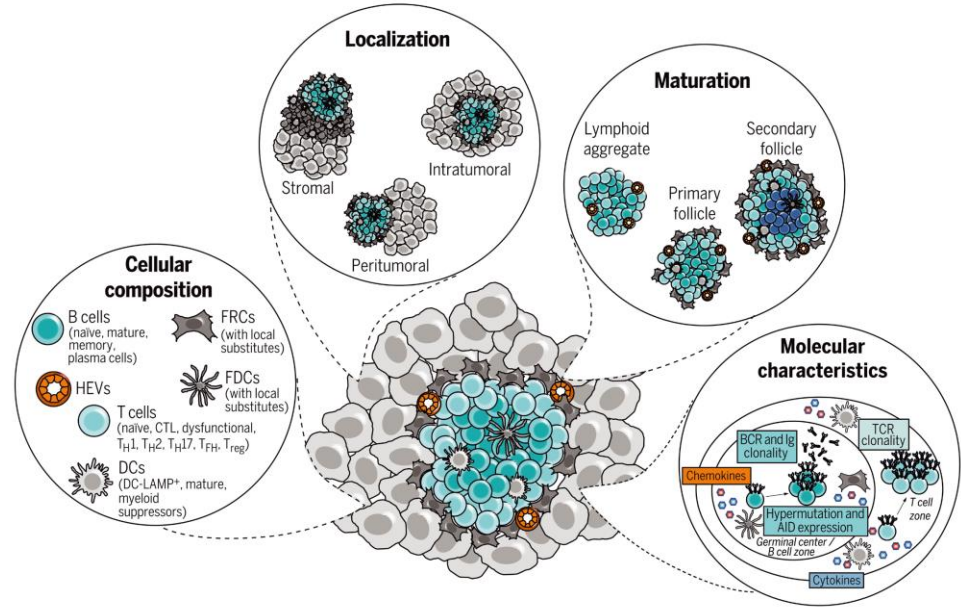 Localization
Stromal
Intratumoral
Peritumoral
Maturation
Lymphoid
aggregate
Primary
follicle
Secondary
follicle
Cellular
composition
B cells
(naïve, mature,
memory,
plasma cells)
FRCs
(with local
substitutes)
HEVs
FDCs
(with local
substitutes)
T cells
(naïve, CTL, dysfunctional,
TH1, TH2, TH17, TFH, Treg)
DCs
(DC-LAMP+, mature,
myeloid
suppressors)
Molecular
characteristics
BCR and Ig
clonality
TCR
clonality
Chemokines
Hypermutation and
AID expression
Germinal center
B cell zone
T cell
zone
Cytokines